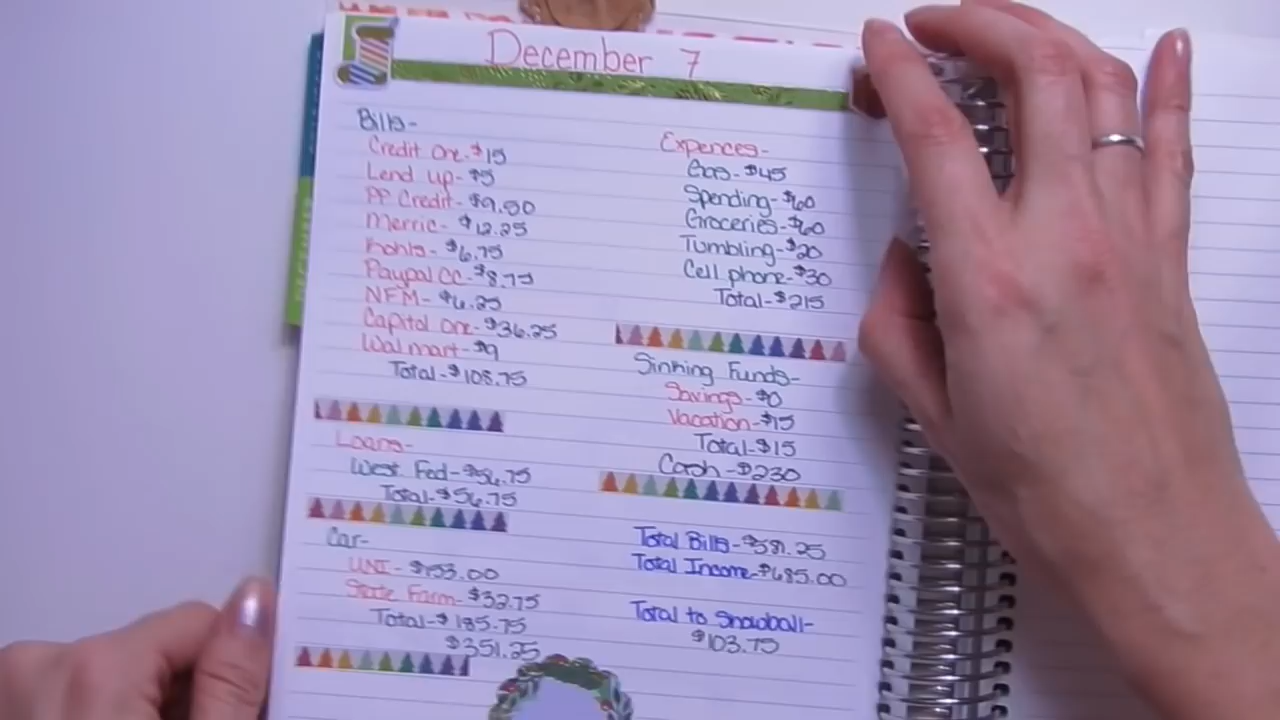 December 7
Bills-
Credit One-$15
Lend up-$5
PP Credit-$9.50
Merric-$12.25
Kohls-$6.75
Paypal CC-$8.75
NFM-$6.25
Capital One-$36.25
Walmart-$9
Total-$108.75
Loans-
West. Fed-$56.75
Total-$56.75
Car-
UNI-$153.00
State Farm-$32.75
Total-$185.75
$351.25
Expences-
Gas-$45
Spending-$60
Groceries-$60
Tumbling-$20
Cell phone-$30
Total-$215
Sinking Funds-
Savings-$0
Vacation-$15
Total-$15
Cash-$230
Total Bills-$581.25
Total Income-$685.00
Total to Snowball-
$103.75